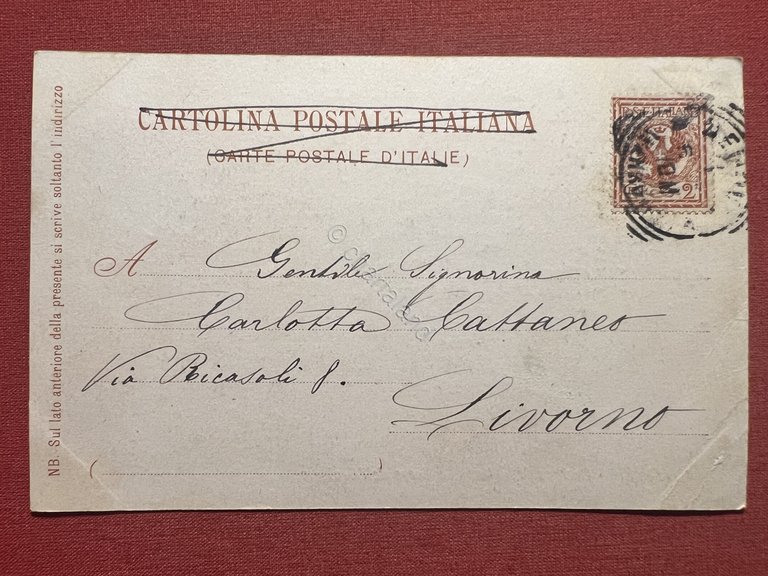 CARTOLINA POSTALE ITALIANA
(CARTE POSTALE D'ITALIE)
A Gentile Signorina
Carlotta Cattaneo
Via Ricasoli 8.
Livorno
NB. Sul lato anteriore della presente si scrive soltanto l'indirizzo